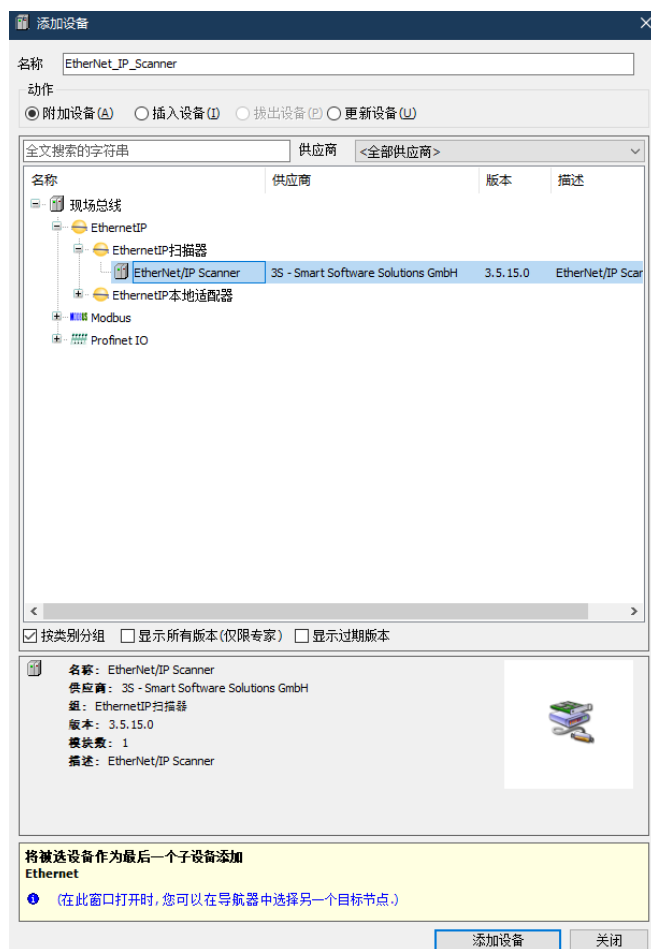 添加设备
名称 EtherNet_IP_Scanner
动作
附加设备(A) 插入设备(I) 拔出设备(P) 更新设备(U)
全文搜索的字符串 供应商 <全部供应商>
名称 供应商 版本 描述
现场总线
EthernetIP
EthernetIP扫描器
EtherNet/IP Scanner 3S - Smart Software Solutions GmbH 3.5.15.0 EtherNet/IP Scar
EthernetIP本地适配器
Modbus
Profinet IO
按类别分组 显示所有版本(仅限专家) 显示过期版本
名称: EtherNet/IP Scanner
供应商: 3S - Smart Software Solutions GmbH
组: EthernetIP扫描器
版本: 3.5.15.0
模块数: 1
描述: EtherNet/IP Scanner
将被选设备作为最后一个子设备添加
Ethernet
(在此窗口打开时,您可以在导航器中选择另一个目标节点.)
添加设备 关闭